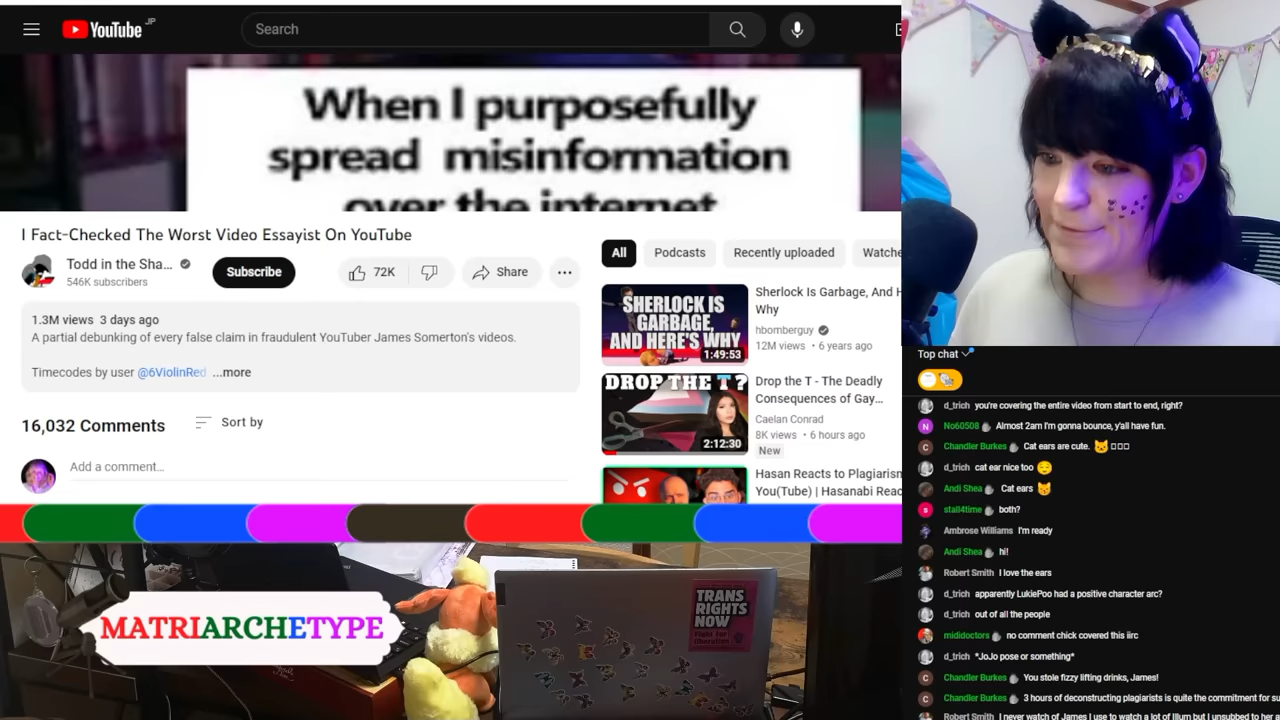 YouTube JP
Search
When I purposefully
spread misinformation
over the internet
I Fact-Checked The Worst Video Essayist On YouTube
Todd in the Sha...
546K subscribers
Subscribe
72K
Share
...
1.3M views 3 days ago
A partial debunking of every false claim in fraudulent YouTuber James Somerton's videos.
Timecodes by user @6ViolinRed ...more
16,032 Comments
Sort by
Add a comment...
All
Podcasts
Recently uploaded
Watche
SHERLOCK IS
GARBAGE,
AND HERE'S WHY
1:49:53
Sherlock Is Garbage, And H
Why
hbomberguy
12M views • 6 years ago
DROP THE T?
2:12:30
Drop the T - The Deadly
Consequences of Gay...
Caelan Conrad
8K views • 6 hours ago
New
Hasan Reacts to Plagiarism
You(Tube) | Hasanabi Reac
MATRIARCHETYPE
TRANS
RIGHTS
NOW
Fight for
liberation
Top chat
d_trich you're covering the entire video from start to end, right?
No60508 Almost 2am I'm gonna bounce, y'all have fun.
Chandler Burkes Cat ears are cute.
d_trich cat ear nice too
Andi Shea Cat ears
stall4time both?
Ambrose Williams I'm ready
Andi Shea hi!
Robert Smith I love the ears
d_trich apparently LukiePoo had a positive character arc?
d_trich out of all the people
mididoctors no comment chick covered this iirc
d_trich *JoJo pose or something*
Chandler Burkes You stole fizzy lifting drinks, James!
Chandler Burkes 3 hours of deconstructing plagiarists is quite the commitment for su
Robert Smith I never watch of James I use to watch a lot of Illum but I unsubbed to her